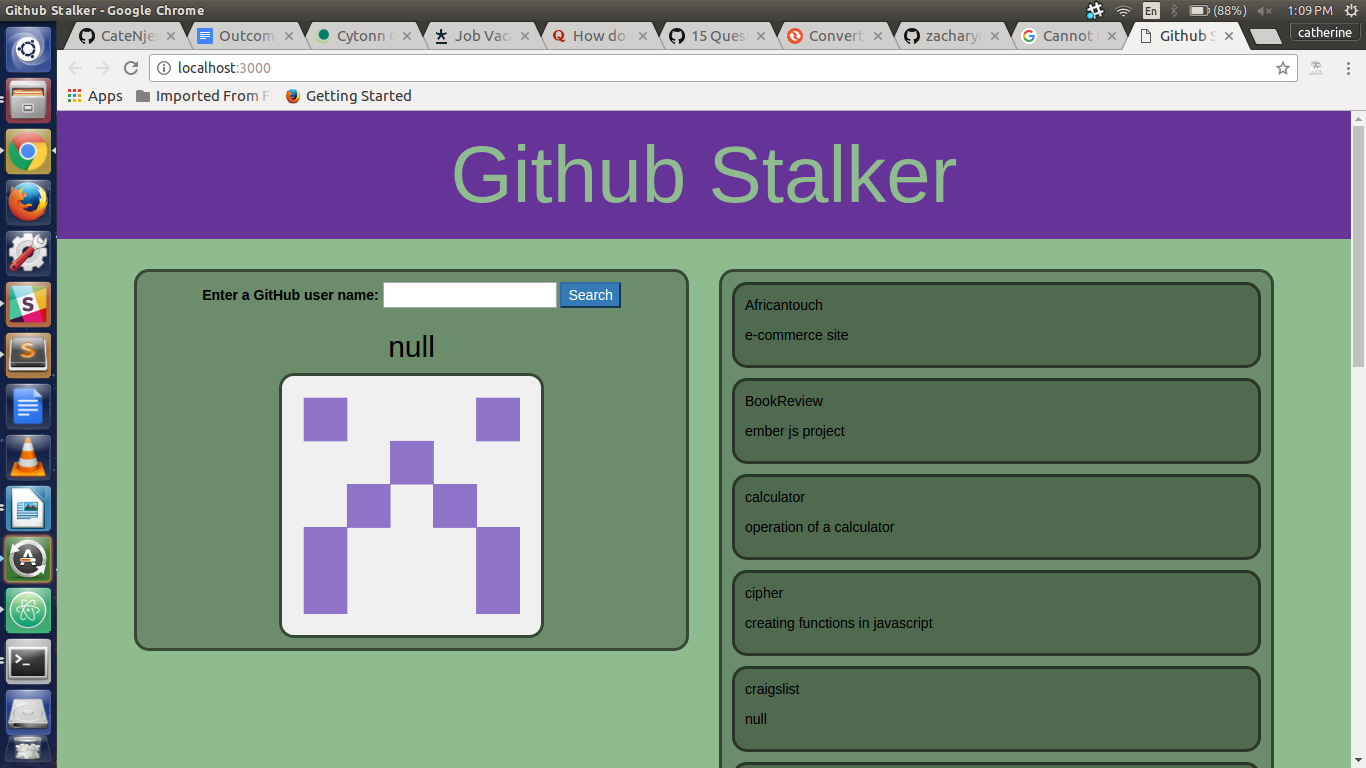 Github Stalker - Google Chrome
En
(88%)
1:09 PM
CateNje
Outcom
Cytonn
Job Vac
How do
15 Ques
Convert
zachary
Cannot
Github S
catherine
localhost:3000
Apps
Imported From F
Getting Started
Github Stalker
Enter a GitHub user name:
Search
null
Africantouch
e-commerce site
BookReview
ember js project
calculator
operation of a calculator
cipher
creating functions in javascript
craigslist
null